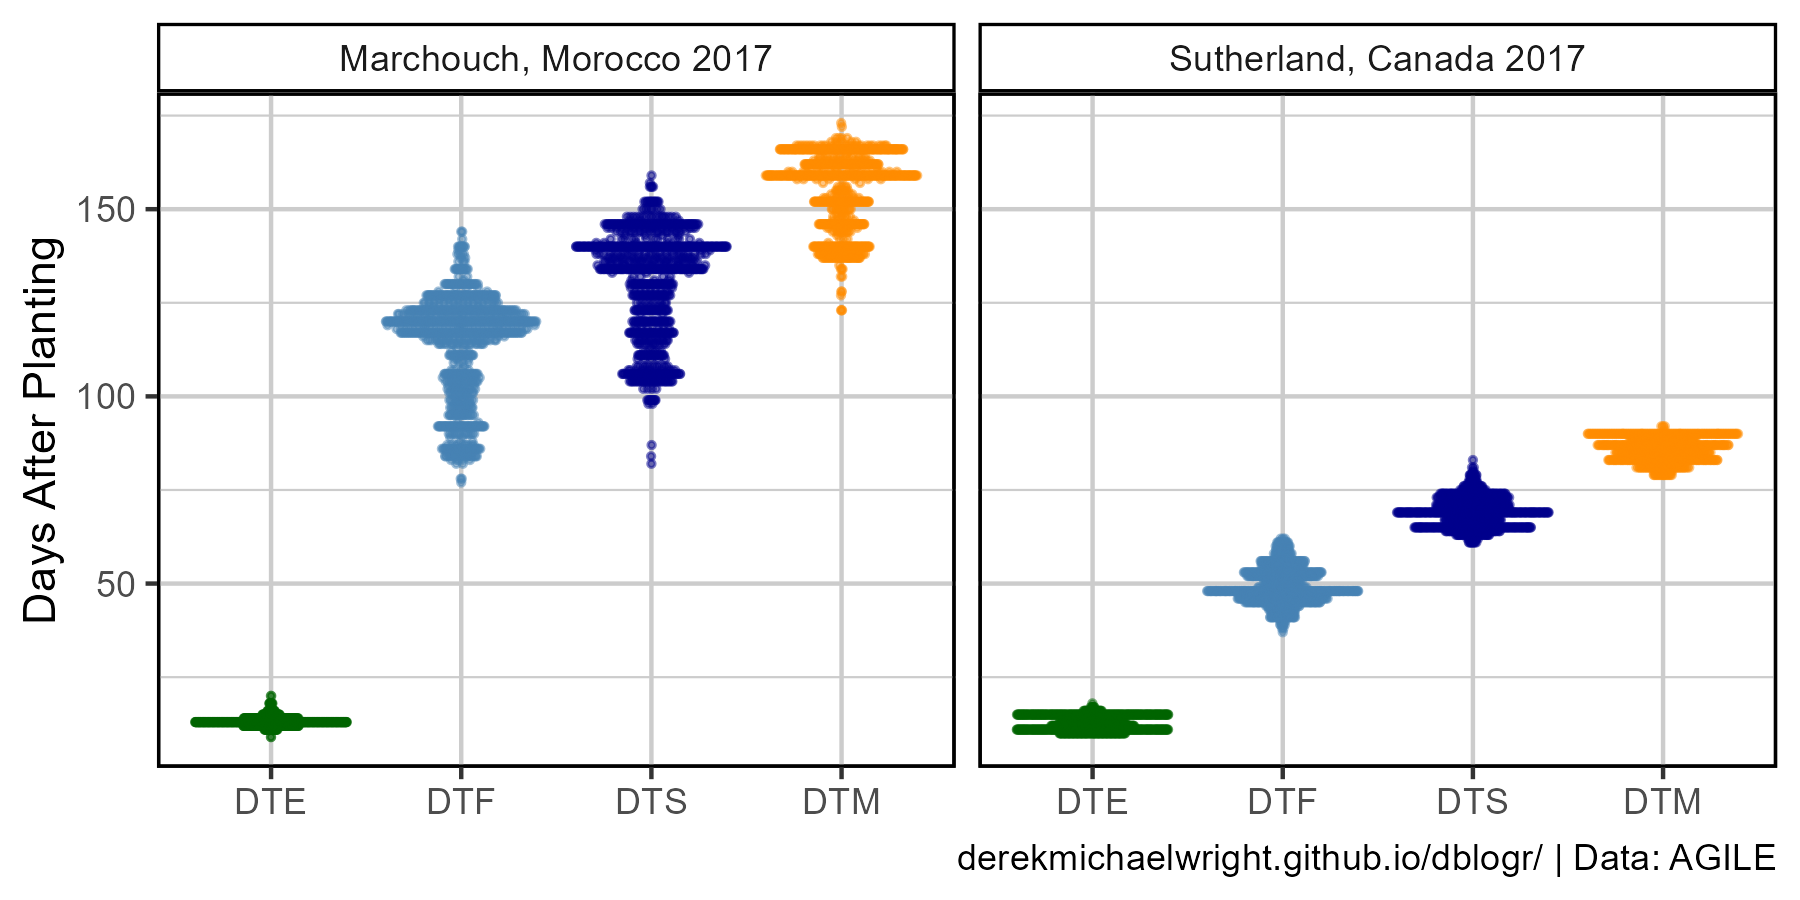 Marchouch, Morocco 2017
Sutherland, Canada 2017
Days After Planting
150
100
50
DTE DTF DTS DTM
DTE DTF DTS DTM
derekmichaelwright.github.io/dblogr/ | Data: AGILE